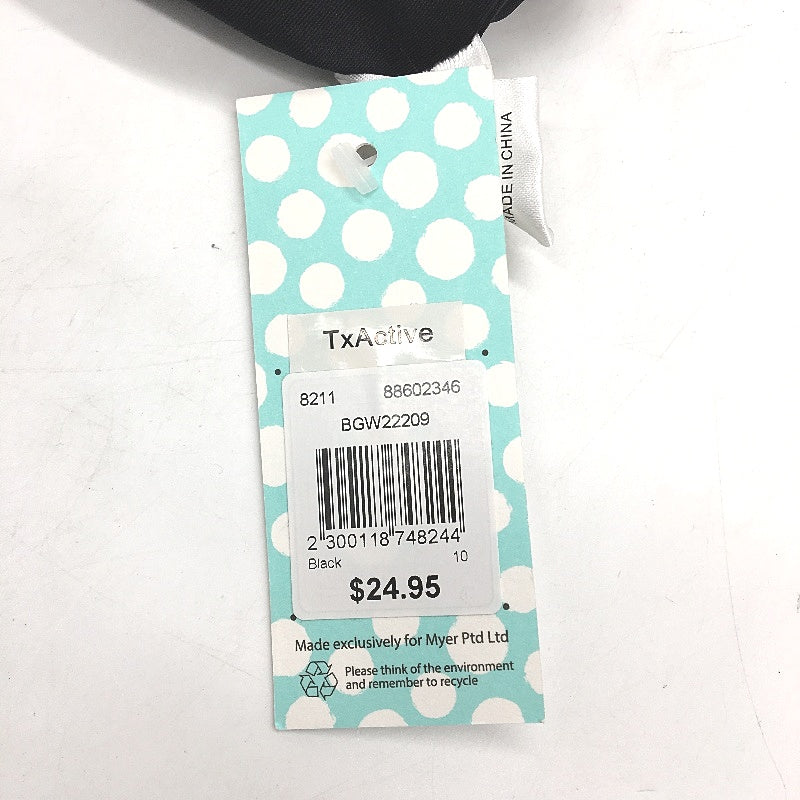 MADE IN CHINA
TxActive
8211 88602346
BGW22209
2 300118 748244
Black 10
$24.95
Made exclusively for Myer Ptd Ltd
Please think of the environment
and remember to recycle